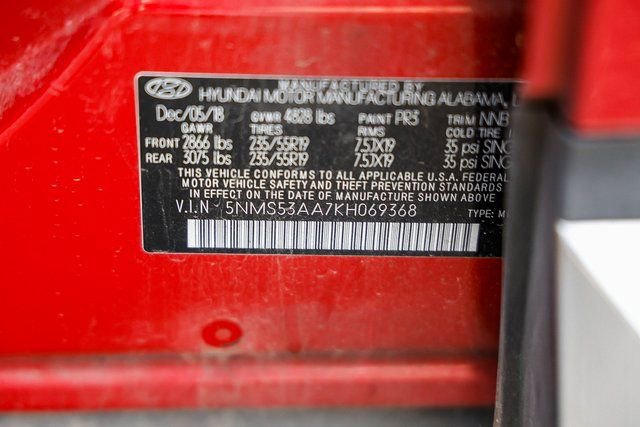 MANUFACTURED BY
HYUNDAI MOTOR MANUFACTURING ALABAMA,
Dec/05/18 GVWR 4828 lbs PAINT PR3 TRIM NNB
GAWR TIRES RIMS COLD TIRE
FRONT 2866 lbs 235/55R19 7.5JX19 35 psi SING
REAR 3075 lbs 235/55R19 7.5JX19 35 psi SING
THIS VEHICLE CONFORMS TO ALL APPLICABLE U.S.A. FEDERAL
MOTOR VEHICLE SAFETY AND THEFT PREVENTION STANDARDS
IN EFFECT ON THE DATE OF MANUFACTURE SHOWN ABOVE
V.I.N : 5NMS53AA7KH069368 TYPE: M